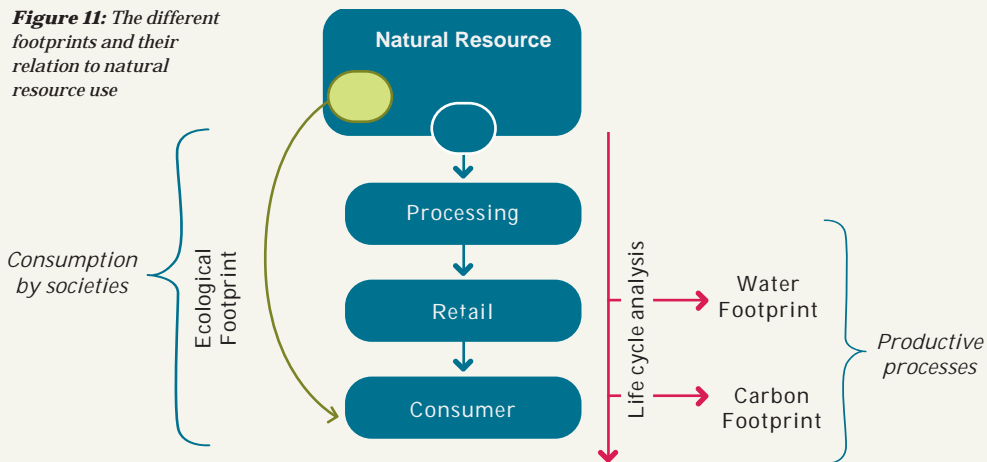 Figure 11: The different
footprints and their
relation to natural
resource use
Natural Resource
Processing
Retail
Consumer
Consumption
by societies
Ecological
Footprint
Life cycle analysis
Water
Footprint
Carbon
Footprint
Productive
processes